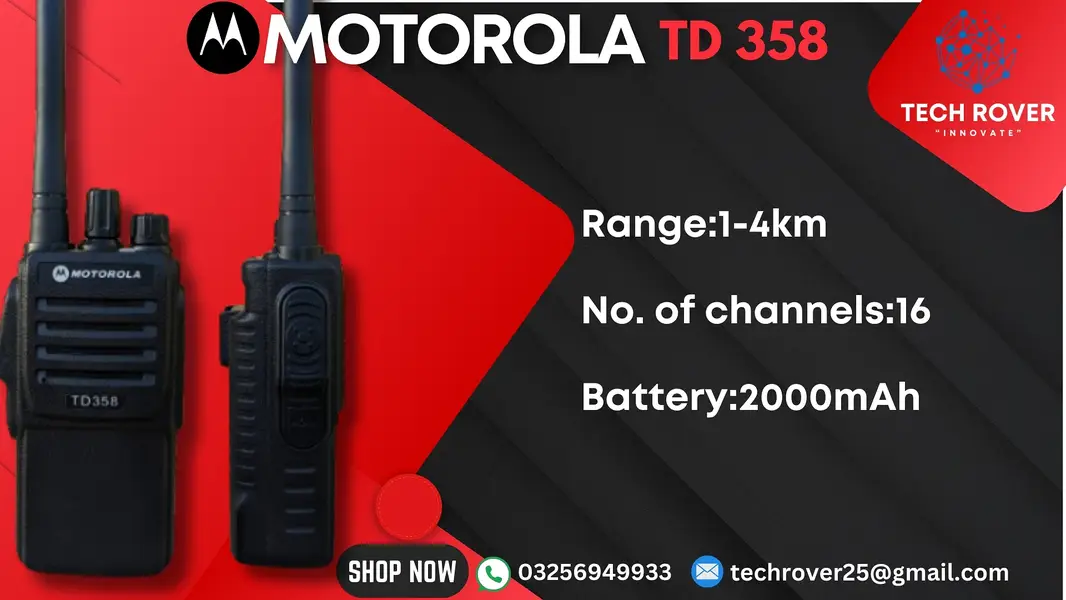 MOTOROLA TD 358
TECH ROVER
"INNOVATE"
MOTOROLA
TD358
Range:1-4km
No. of channels:16
Battery:2000mAh
SHOP NOW
03256949933
techrover25@gmail.com